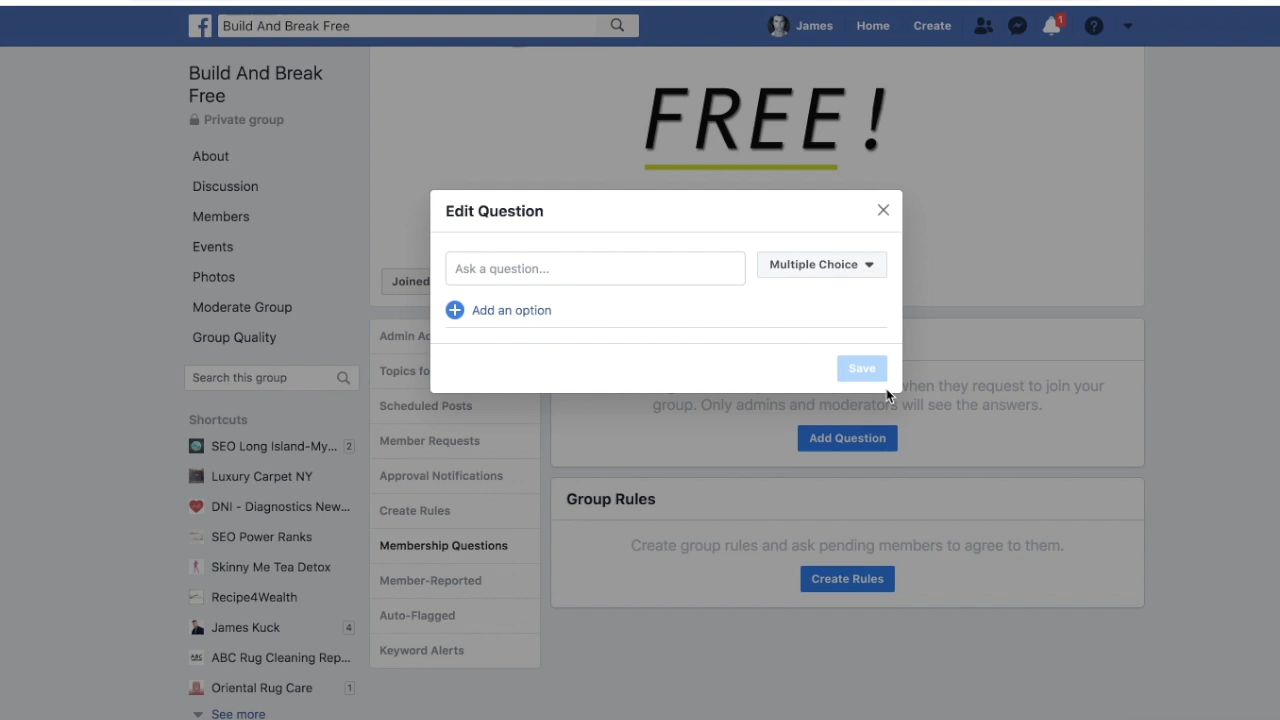 Build And Break Free
James
Home
Create
1
Build And Break
Free
Private group
About
Discussion
Members
Events
Photos
Moderate Group
Group Quality
Search this group
Shortcuts
SEO Long Island-My... 2
Luxury Carpet NY
DNI - Diagnostics New...
SEO Power Ranks
Skinny Me Tea Detox
Recipe4Wealth
James Kuck 4
ABC Rug Cleaning Rep...
Oriental Rug Care 1
See more
FREE!
Joined
Edit Question
Ask a question...
Multiple Choice
Add an option
Save
Admin Ac
Topics fo
Scheduled Posts
Member Requests
Approval Notifications
Create Rules
Membership Questions
Member-Reported
Auto-Flagged
Keyword Alerts
when they request to join your
group. Only admins and moderators will see the answers.
Add Question
Group Rules
Create group rules and ask pending members to agree to them.
Create Rules